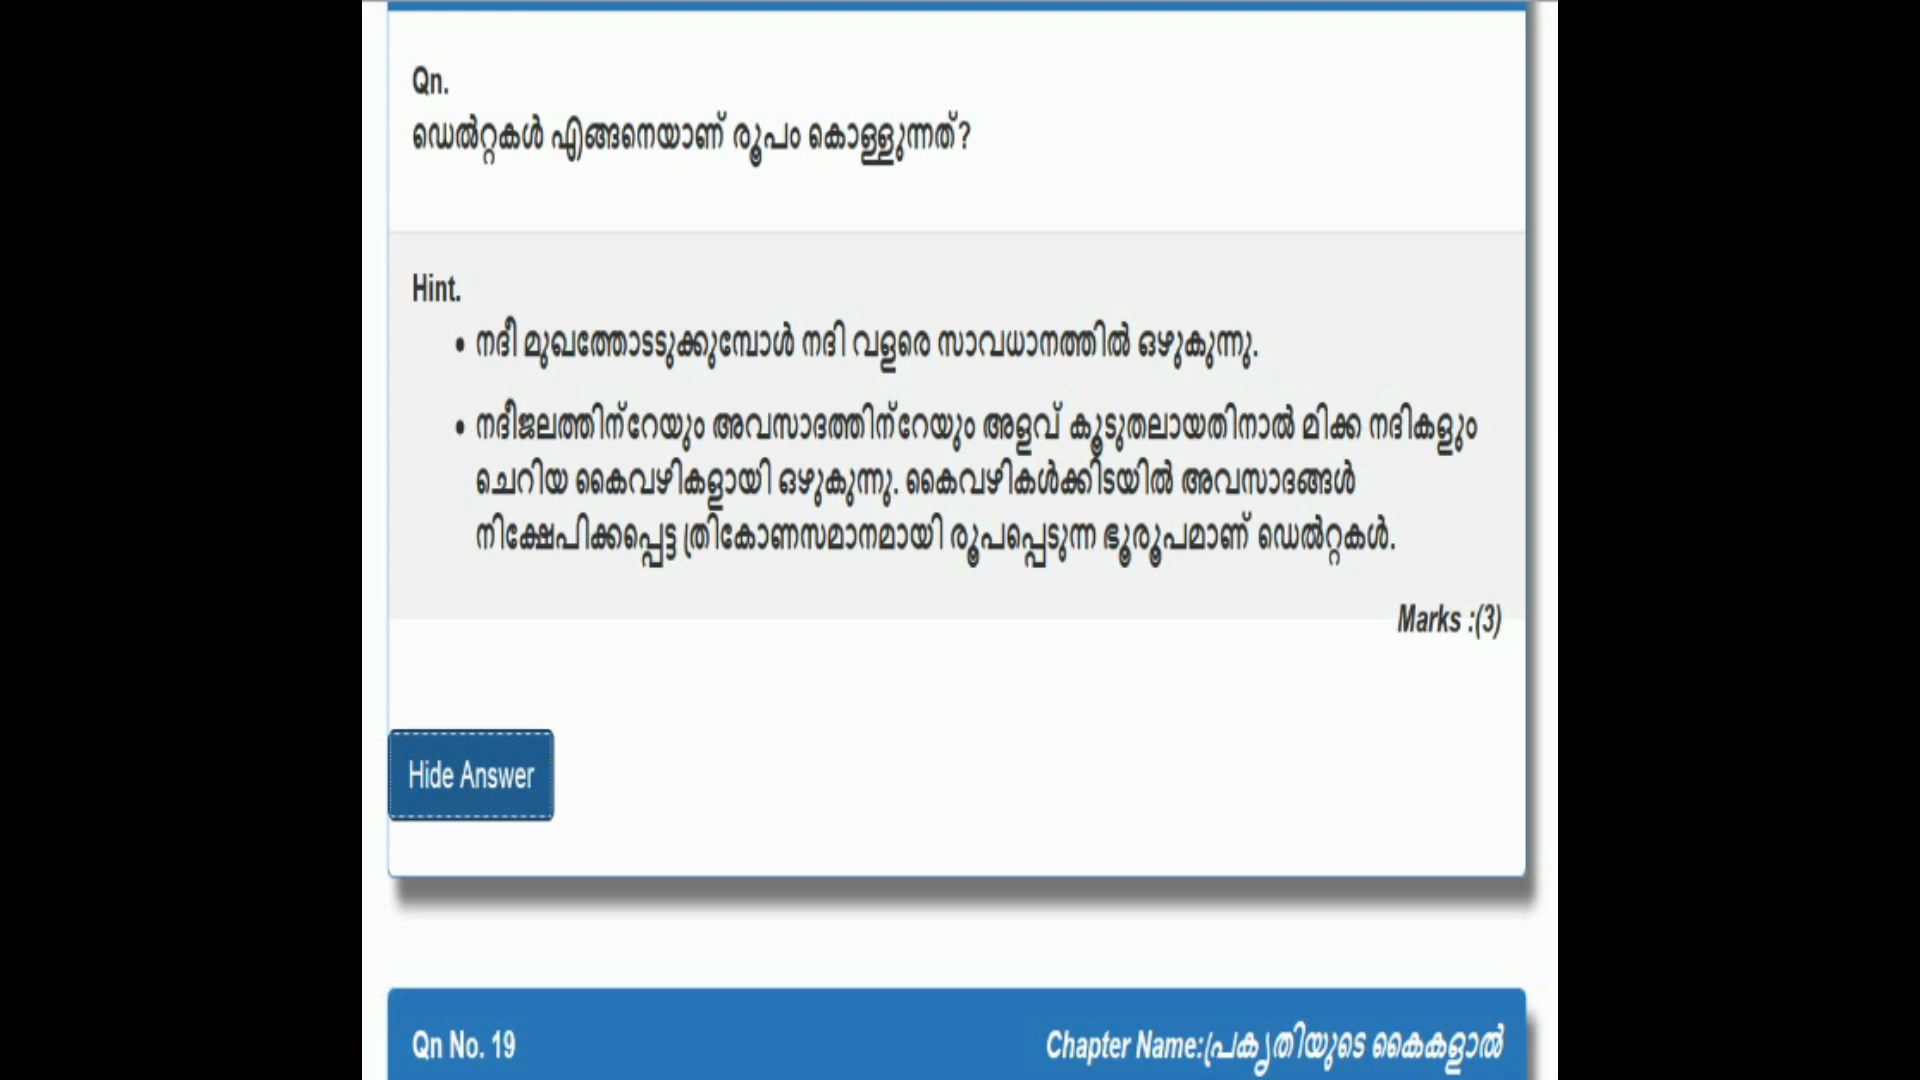 Qn.
ഡെൽറ്റകൾ എങ്ങനെയാണ് രൂപം കൊള്ളുന്നത്?
Hint.
• നദീ മുഖത്തോടടുക്കുമ്പോൾ നദി വളരെ സാവധാനത്തിൽ ഒഴുകുന്നു.
• നദീജലത്തിന്റേയും അവസാദത്തിന്റേയും അളവ് കൂടുതലായതിനാൽ മിക്ക നദികളും
ചെറിയ കൈവഴികളായി ഒഴുകുന്നു. കൈവഴികൾക്കിടയിൽ അവസാദങ്ങൾ
നിക്ഷേപിക്കപ്പെട്ട ത്രികോണസമാനമായി രൂപപ്പെടുന്ന ഭൂരൂപമാണ് ഡെൽറ്റകൾ.
Marks :(3)
Hide Answer
Qn No. 19 Chapter Name:പ്രകൃതിയുടെ കൈകളാൽ